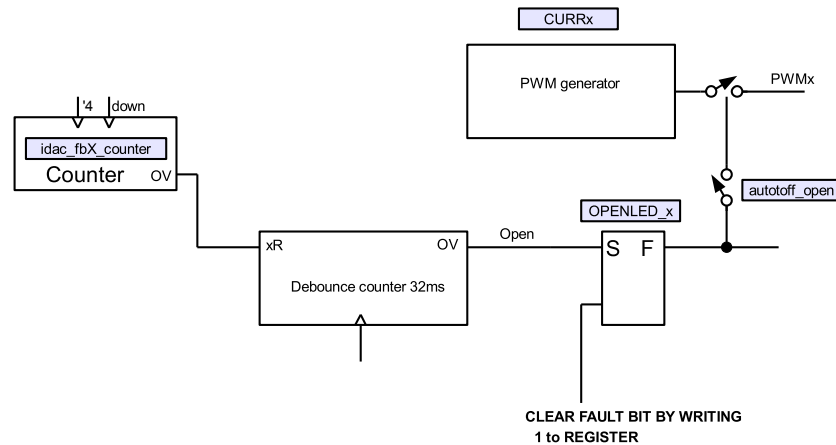 CURRx
PWM generator
PWMx
'4
down
idac_fbX_counter
Counter
OV
autotoff_open
OPENLED_x
xR
OV
Open
S
F
Debounce counter 32ms
CLEAR FAULT BIT BY WRITING
1 to REGISTER